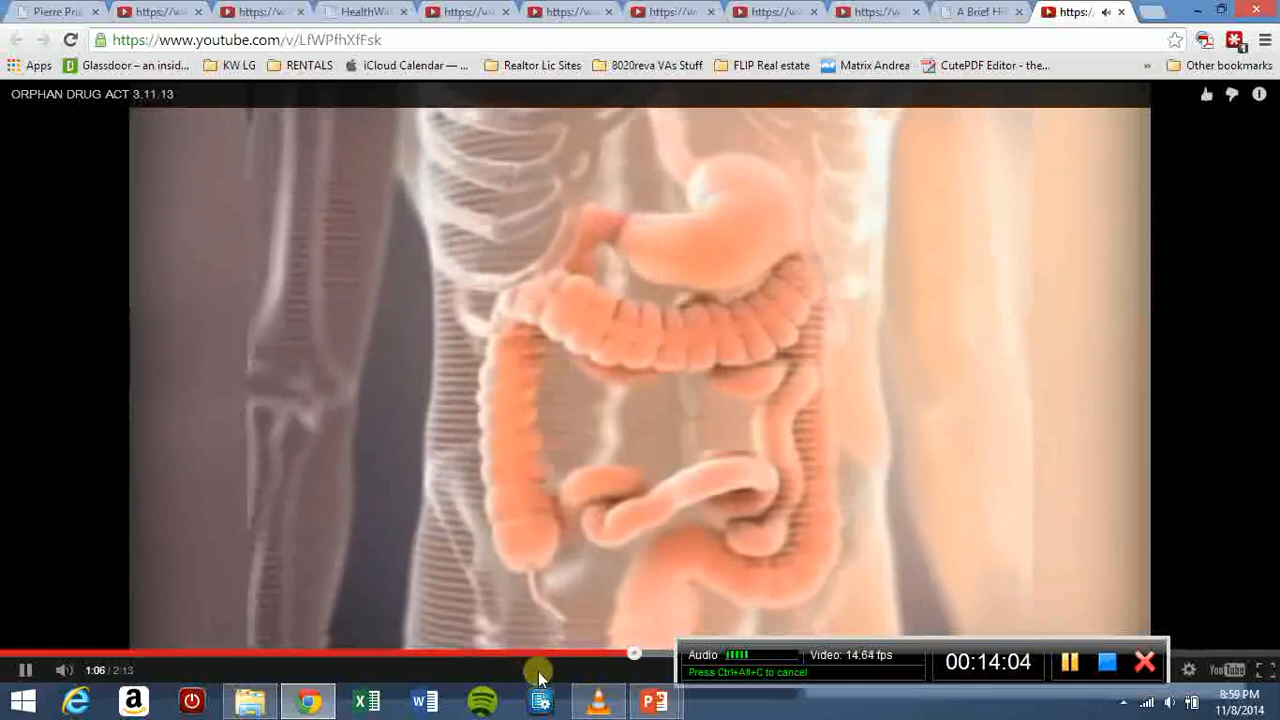 Pierre Pri
https://w
https://w
HealthWat
https://w
https://w
https://w
https://w
https://w
A Brief Hi
https:/
https://www.youtube.com/v/LfWPfhXfFsk
Apps
Glassdoor – an insid...
KW LG
RENTALS
iCloud Calendar —...
Realtor Lic Sites
8020reva VAs Stuff
FLIP Real estate
Matrix Andrea
CutePDF Editor - the...
»
Other bookmarks
ORPHAN DRUG ACT 3.11.13
1:06 / 2:13
Audio
Video: 14.64 fps
Press Ctrl+Alt+C to cancel
00:14:04
YouTube
8:59 PM
11/8/2014